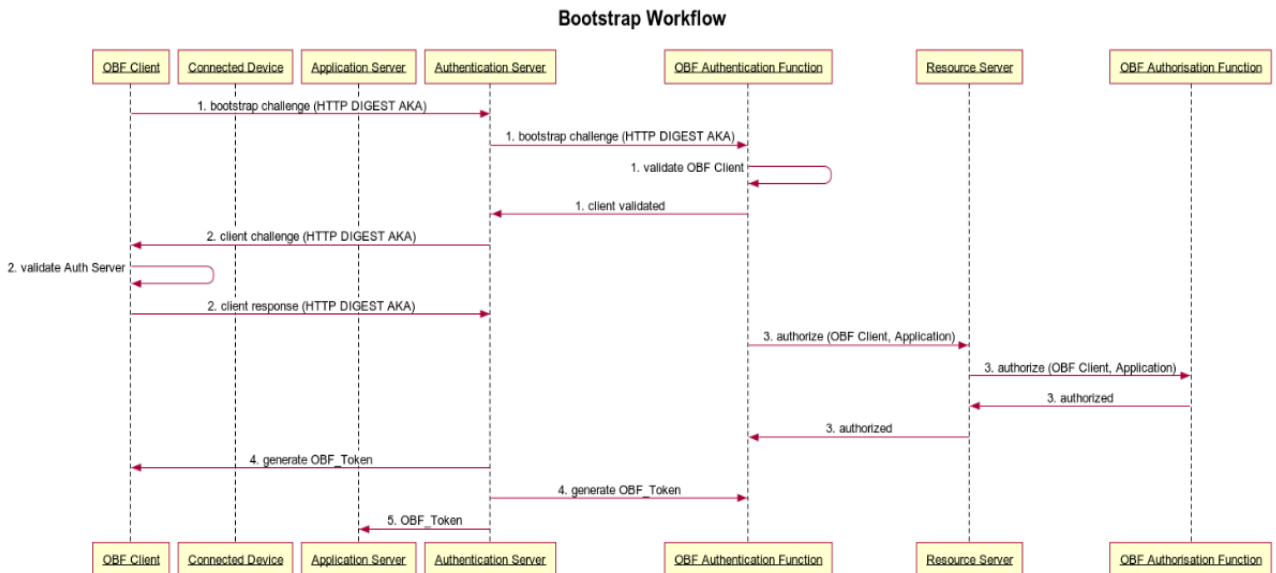 Bootstrap Workflow
OBF Client
Connected Device
Application Server
Authentication Server
OBF Authentication Function
Resource Server
OBF Authorisation Function
1. bootstrap challenge (HTTP DIGEST AKA)
1. bootstrap challenge (HTTP DIGEST AKA)
1. validate OBF Client
1. client validated
2. client challenge (HTTP DIGEST AKA)
2. validate Auth Server
2. client response (HTTP DIGEST AKA)
3. authorize (OBF Client, Application)
3. authorize (OBF Client, Application)
3. authorized
3. authorized
4. generate OBF_Token
4. generate OBF_Token
5. OBF_Token
OBF Client
Connected Device
Application Server
Authentication Server
OBF Authentication Function
Resource Server
OBF Authorisation Function